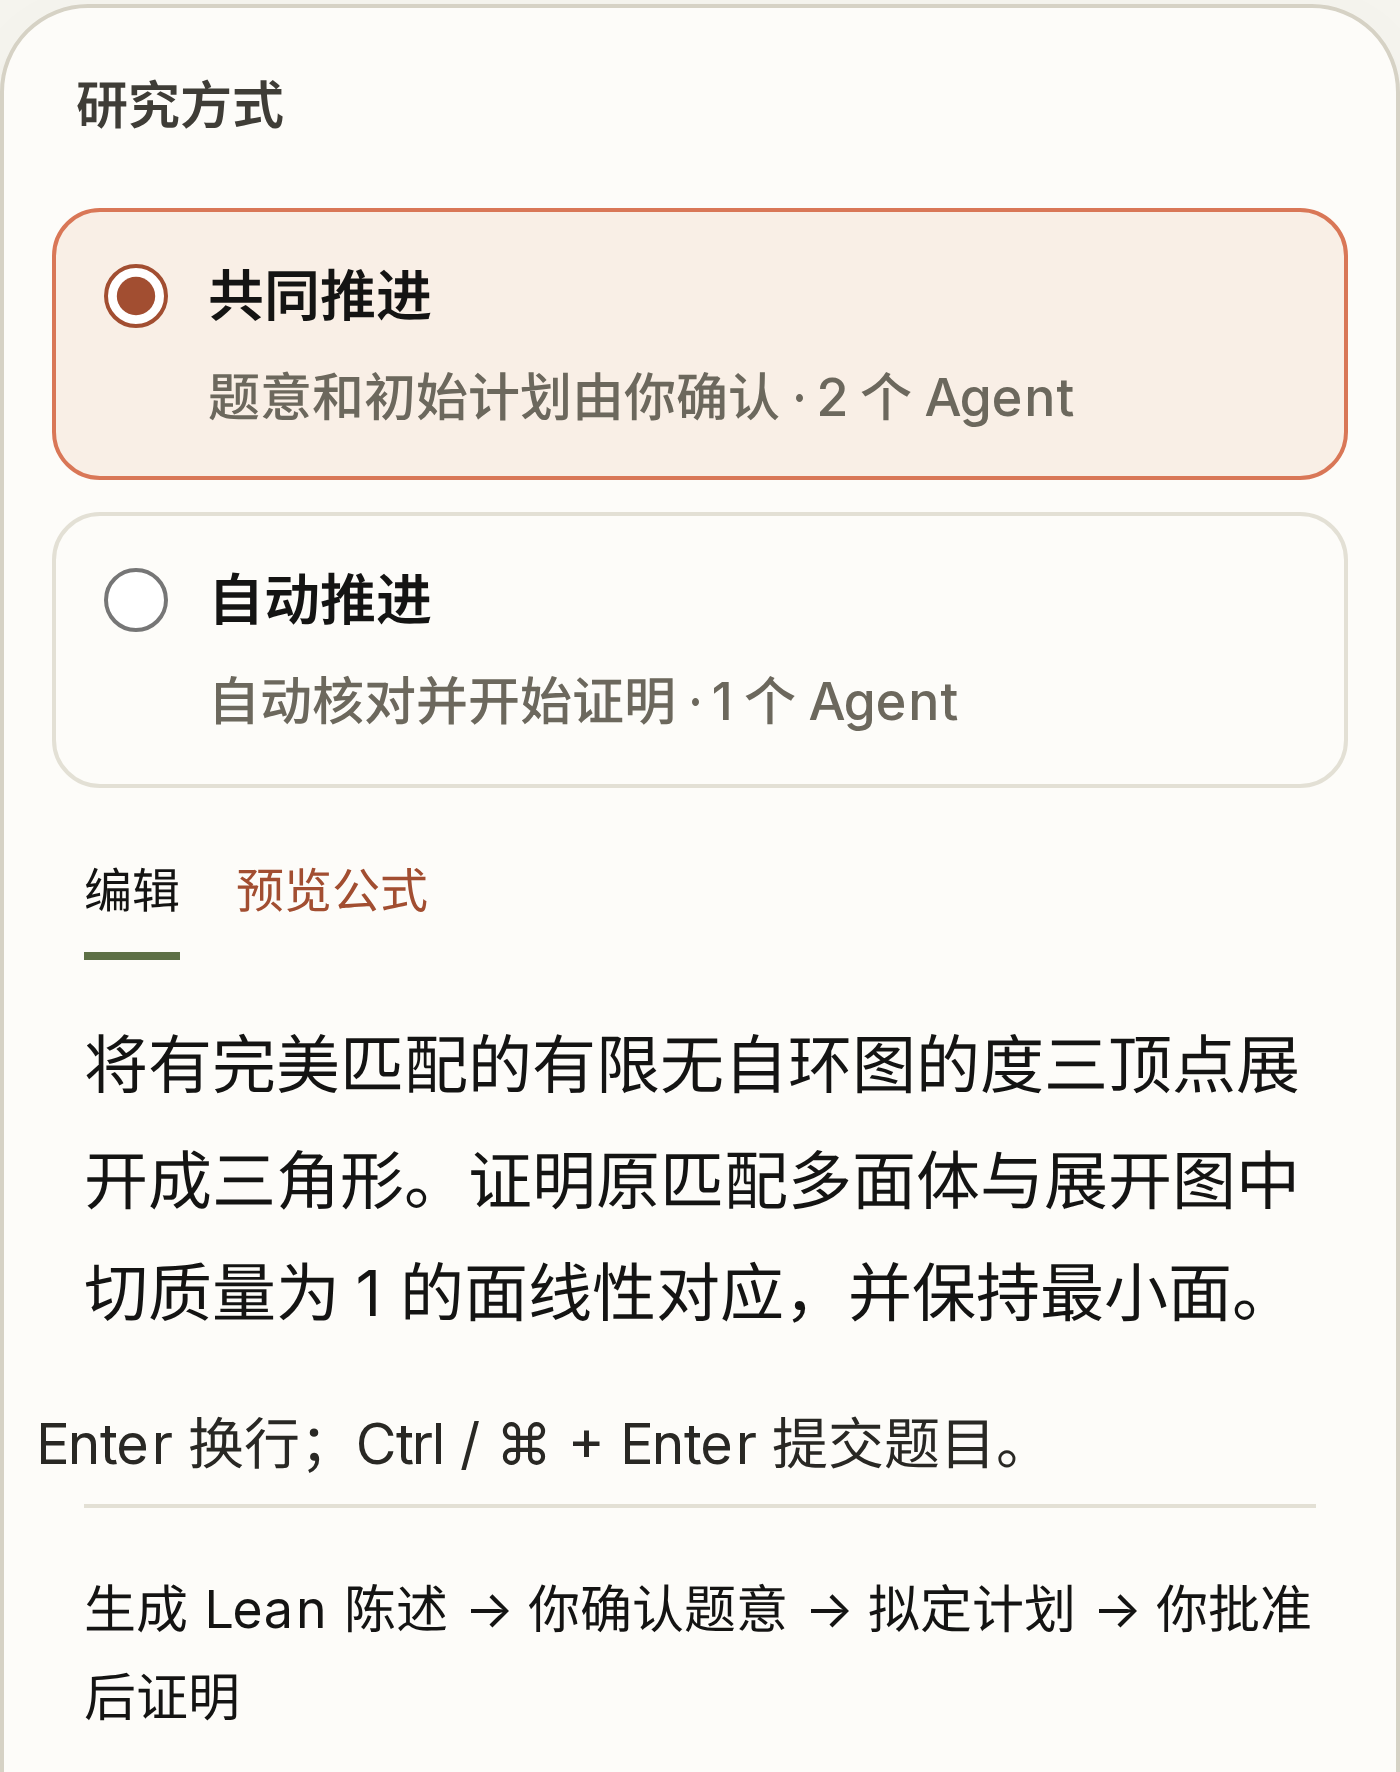 研究方式
共同推进
题意和初始计划由你确认 · 2 个 Agent
自动推进
自动核对并开始证明 · 1 个 Agent
编辑 预览公式
将有完美匹配的有限无自环图的度三顶点展
开成三角形。证明原匹配多面体与展开图中
切质量为 1 的面线性对应，并保持最小面。
Enter 换行；Ctrl / ⌘ + Enter 提交题目。
生成 Lean 陈述 → 你确认题意 → 拟定计划 → 你批准
后证明